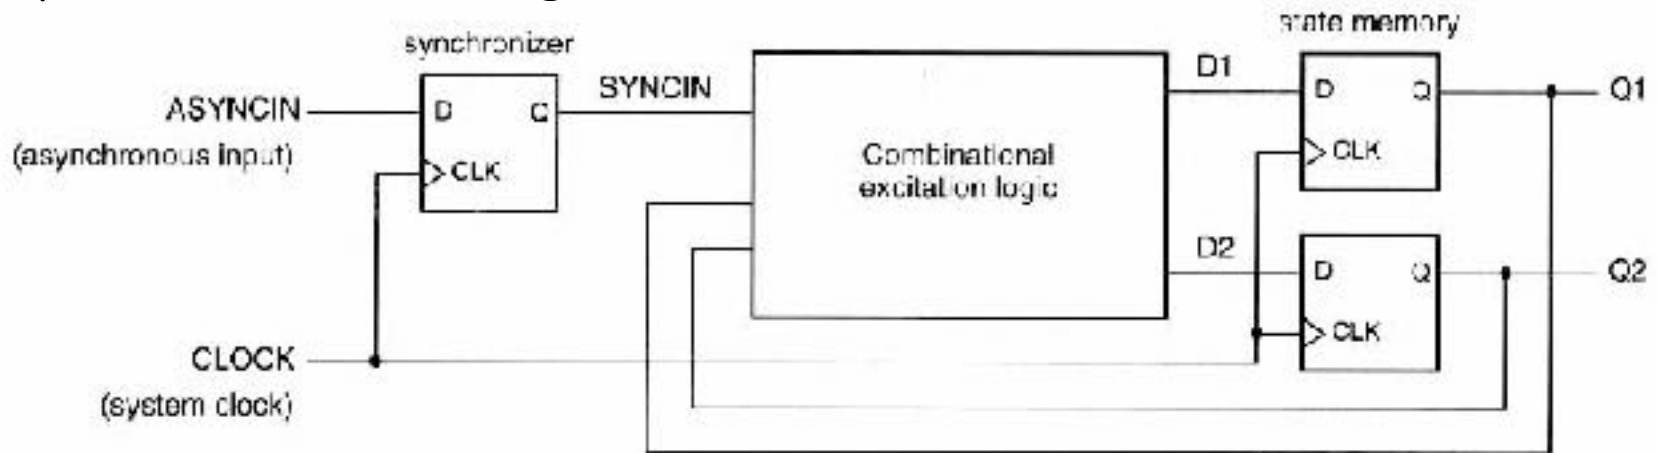 synchronizer
state memory
ASYNCIN
(asynchronous input)
D Q
CLK
SYNCIN
Combinational
excitation logic
D1
D Q
CLK
Q1
D2
D Q
CLK
Q2
CLOCK
(system clock)